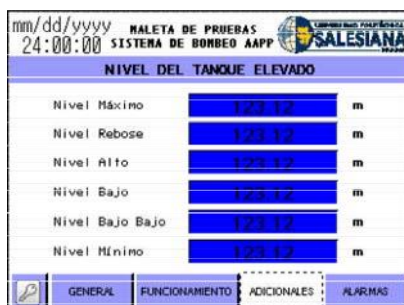 mm/dd/yyyy MALETA DE PRUEBAS UNIVERSIDAD POLITÉCNICA
24:00:00 SISTEMA DE BOMBEO AAPP SALESIANA
NIVEL DEL TANQUE ELEVADO
Nivel Máximo 123.12 m
Nivel Rebose 123.12 m
Nivel Alto 123.12 m
Nivel Bajo 123.12 m
Nivel Bajo Bajo 123.12 m
Nivel Mínimo 123.12 m
GENERAL FUNCIONAMIENTO ADICIONALES ALARMAS